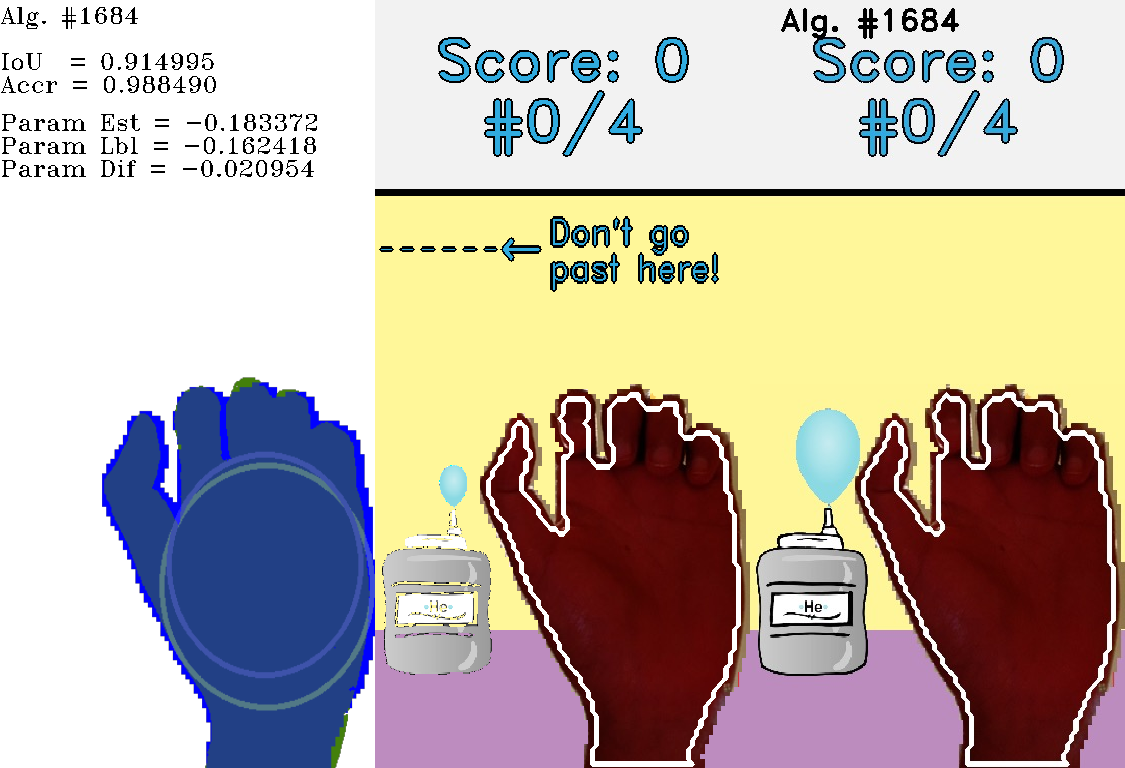 Alg. #1684
IoU = 0.914995
Accr = 0.988490
Param Est = −0.183372
Param Lbl = −0.162418
Param Dif = −0.020954
Score: 0
#0/4
Don't go
past here!
He
Alg. #1684
Score: 0
#0/4
He